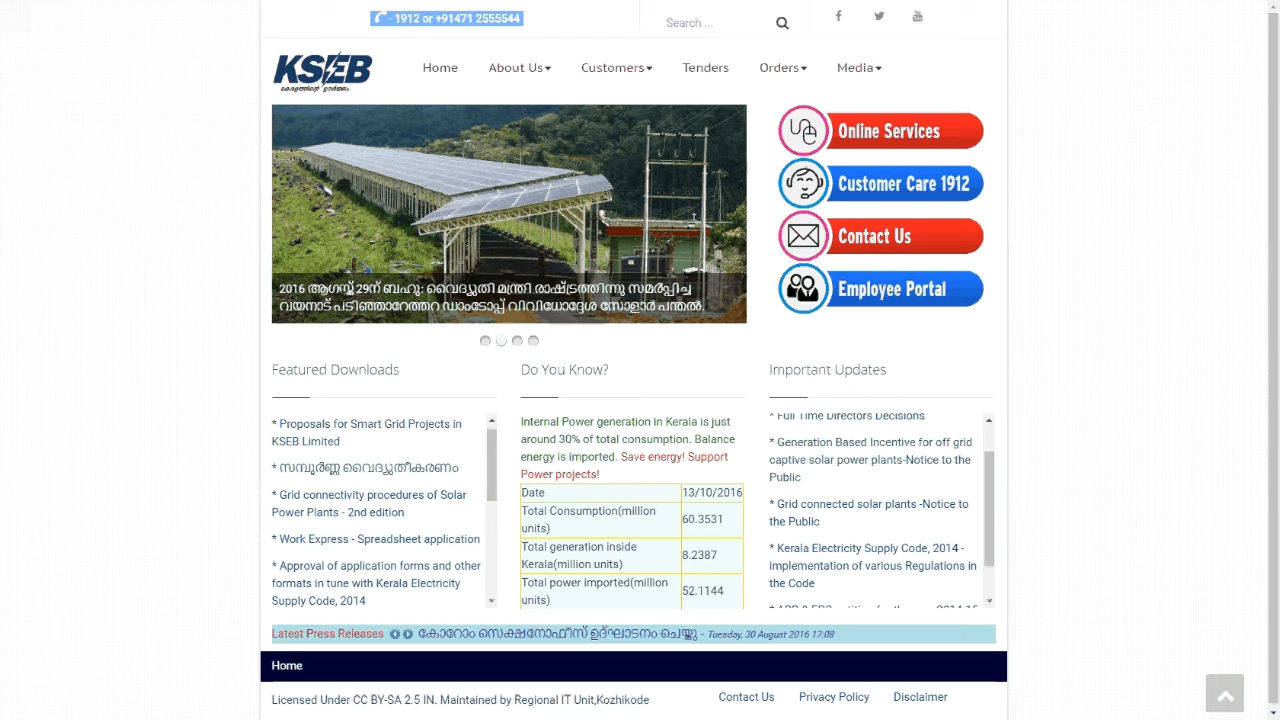 - 1912 or +91471 2555544
Search ...
KSEB
കേരളത്തിന്റെ ഊർജ്ജം
Home About Us Customers Tenders Orders Media
Online Services
Customer Care 1912
Contact Us
Employee Portal
2016 ആഗസ്റ്റ് 29ന് ബഹു: വൈദ്യുതി മന്ത്രി രാഷ്ട്രത്തിന്നു സമർപ്പിച്ച
വയനാട് പടിഞ്ഞാറേത്തറ ഡാംടോപ്പ് വിവിധോദ്ദേശ സോളാർ പന്തൽ.
Featured Downloads
* Proposals for Smart Grid Projects in
KSEB Limited
* സമ്പൂർണ്ണ വൈദ്യുതീകരണം
* Grid connectivity procedures of Solar
Power Plants - 2nd edition
* Work Express - Spreadsheet application
* Approval of application forms and other
formats in tune with Kerala Electricity
Supply Code, 2014
Do You Know?
Internal Power generation in Kerala is just
around 30% of total consumption. Balance
energy is imported. Save energy! Support
Power projects!
Date 13/10/2016
Total Consumption(million
units) 60.3531
Total generation inside
Kerala(million units) 8.2387
Total power imported(million
units) 52.1144
Important Updates
* Full Time Directors Decisions
* Generation Based Incentive for off grid
captive solar power plants-Notice to the
Public
* Grid connected solar plants -Notice to
the Public
* Kerala Electricity Supply Code, 2014 -
implementation of various Regulations in
the Code
Latest Press Releases കോറോം സെക്ഷനോഫീസ് ഉദ്ഘാടനം ചെയ്തു - Tuesday, 30 August 2016 17:08
Home
Licensed Under CC BY-SA 2.5 IN. Maintained by Regional IT Unit,Kozhikode
Contact Us Privacy Policy Disclaimer